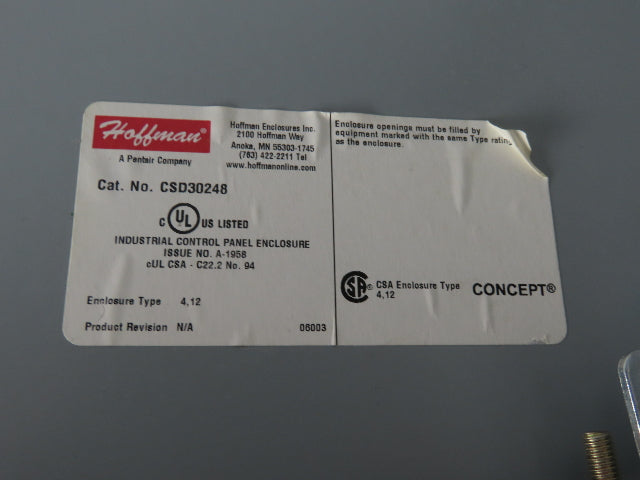 Hoffman®
A Pentair Company
Hoffman Enclosures Inc.
2100 Hoffman Way
Anoka, MN 55303-1745
(763) 422-2211 Tel
www.hoffmanonline.com
Cat. No. CSD30248
C UL US LISTED
INDUSTRIAL CONTROL PANEL ENCLOSURE
ISSUE NO. A-1958
cUL CSA - C22.2 No. 94
Enclosure Type 4,12
Product Revision N/A 06003
Enclosure openings must be filled by
equipment marked with the same Type rating
as the enclosure.
SA® CSA Enclosure Type
4,12
CONCEPT®